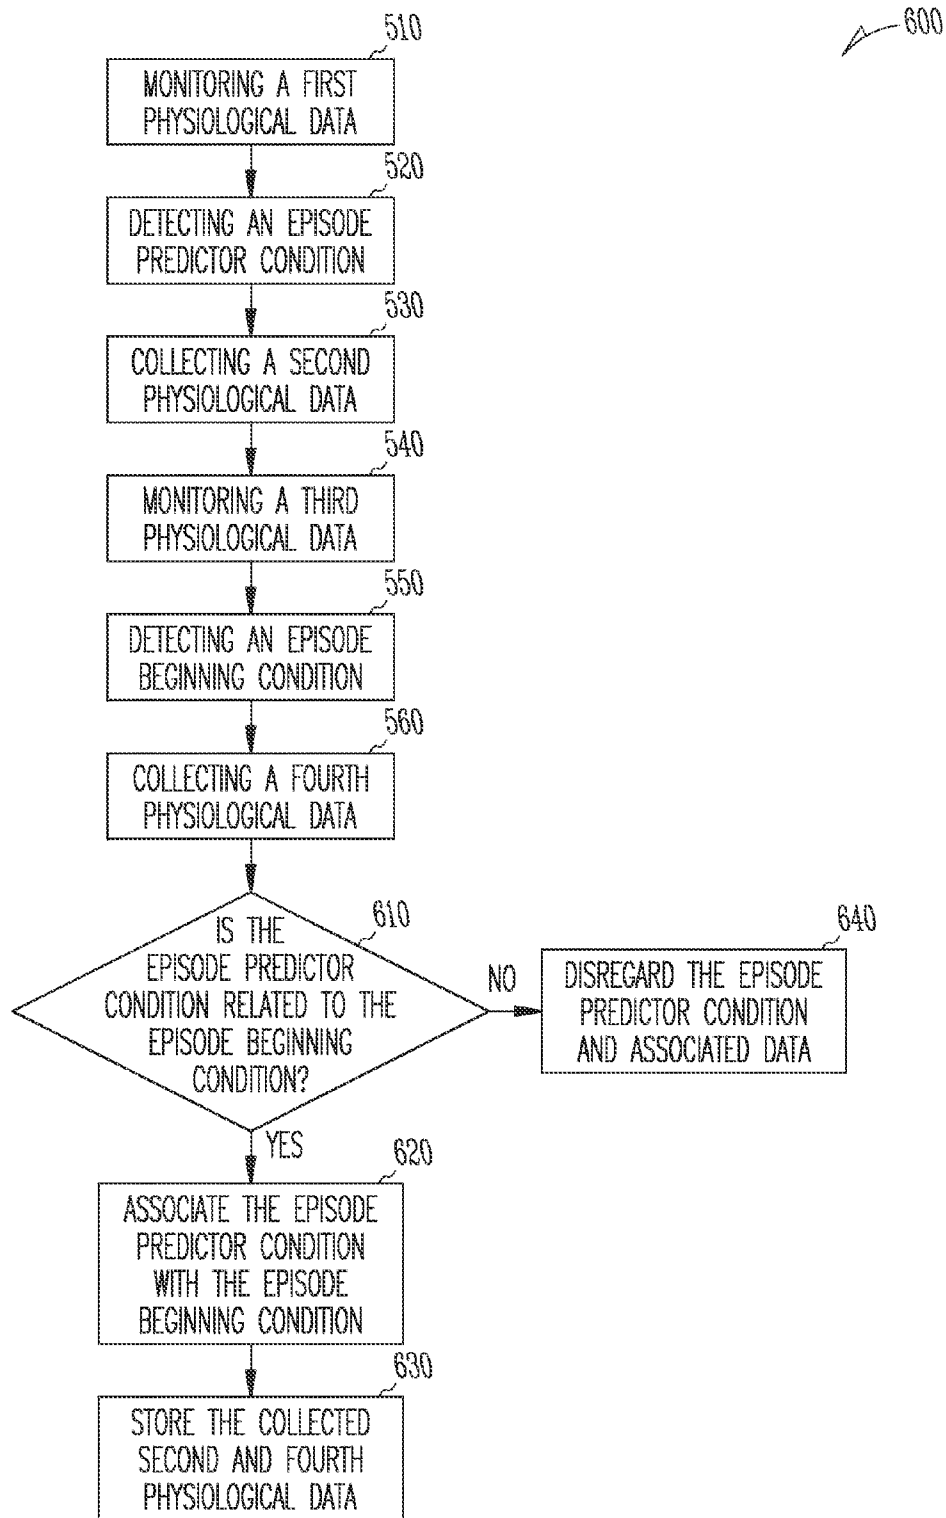 600
510
MONITORING A FIRST
PHYSIOLOGICAL DATA
520
DETECTING AN EPISODE
PREDICTOR CONDITION
530
COLLECTING A SECOND
PHYSIOLOGICAL DATA
540
MONITORING A THIRD
PHYSIOLOGICAL DATA
550
DETECTING AN EPISODE
BEGINNING CONDITION
560
COLLECTING A FOURTH
PHYSIOLOGICAL DATA
610
IS THE
EPISODE PREDICTOR
CONDITION RELATED TO THE
EPISODE BEGINNING
CONDITION?
NO
640
DISREGARD THE EPISODE
PREDICTOR CONDITION
AND ASSOCIATED DATA
YES
620
ASSOCIATE THE EPISODE
PREDICTOR CONDITION
WITH THE EPISODE
BEGINNING CONDITION
630
STORE THE COLLECTED
SECOND AND FOURTH
PHYSIOLOGICAL DATA